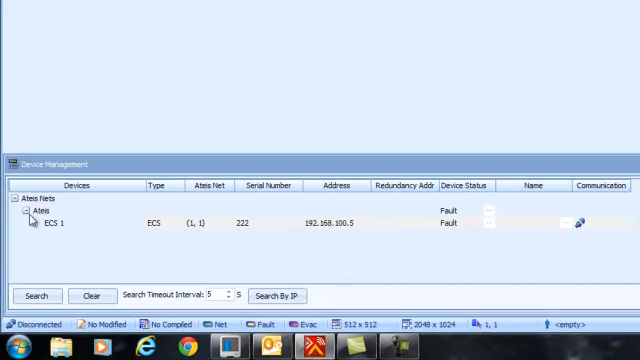 Device Management
Devices Type Ateis Net Serial Number Address Redundancy Addr Device Status Name Communication
Ateis Nets
Ateis Fault ...
ECS 1 ECS (1, 1) 222 192.168.100.5 Fault ... ...
Search Clear Search Timeout Interval: 5 S Search By IP
Disconnected No Modified No Compiled Net Fault Evac 512 x 512 2048 x 1024 1, 1 <empty>